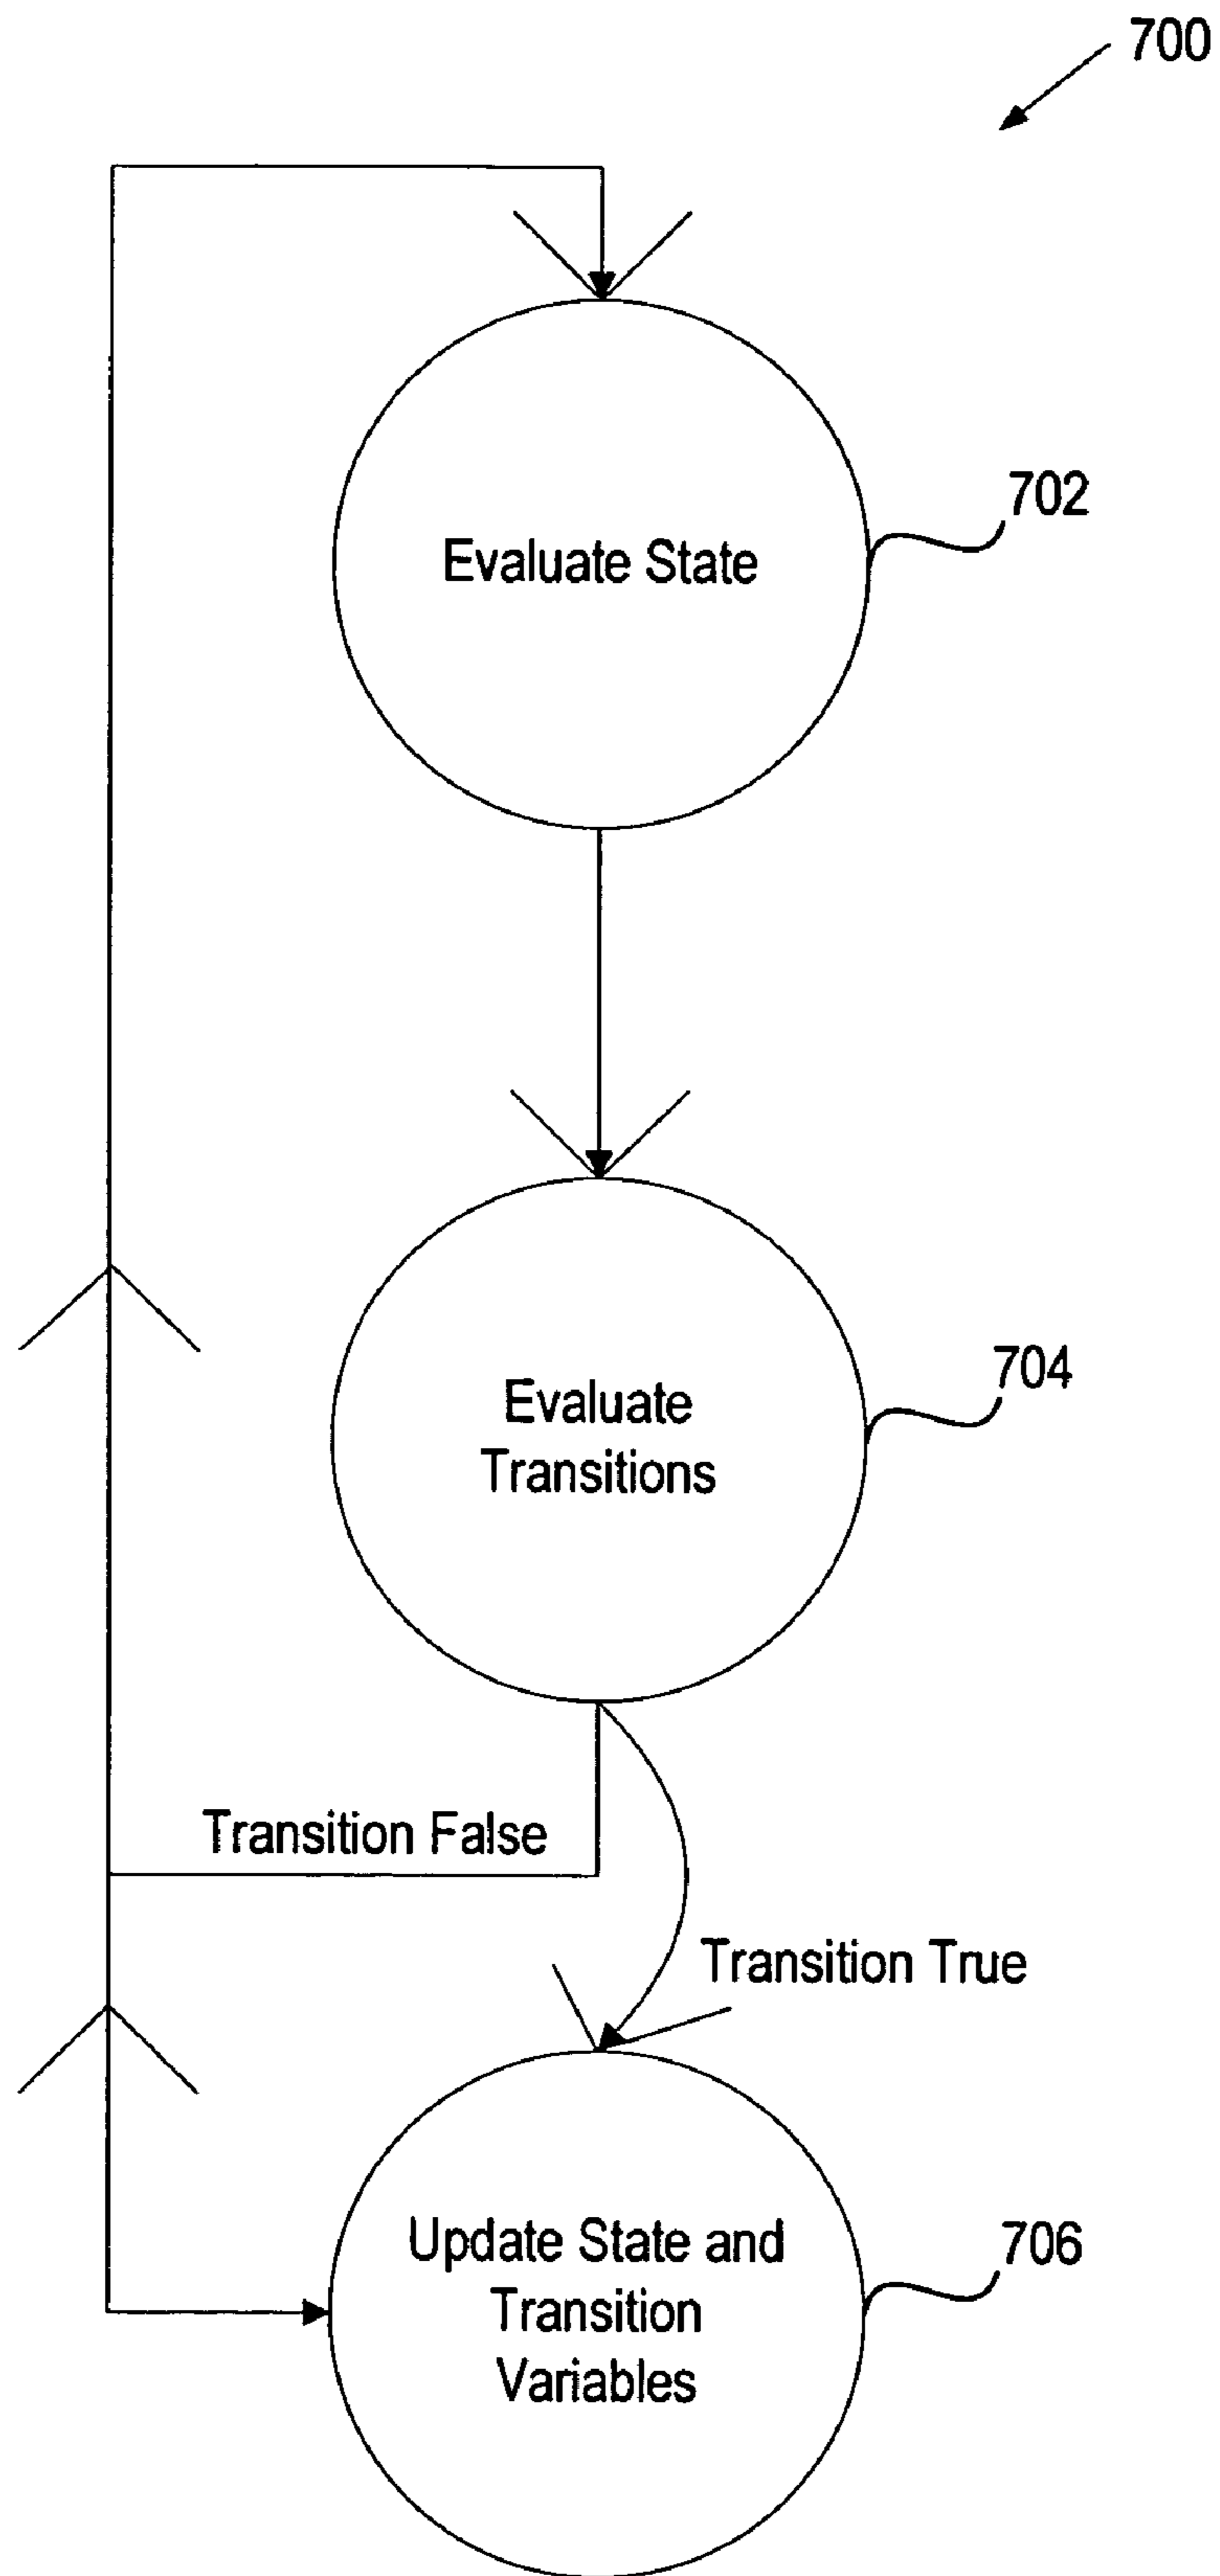 700
Evaluate State
702
Evaluate
Transitions
704
Transition False
Transition True
Update State and
Transition
Variables
706